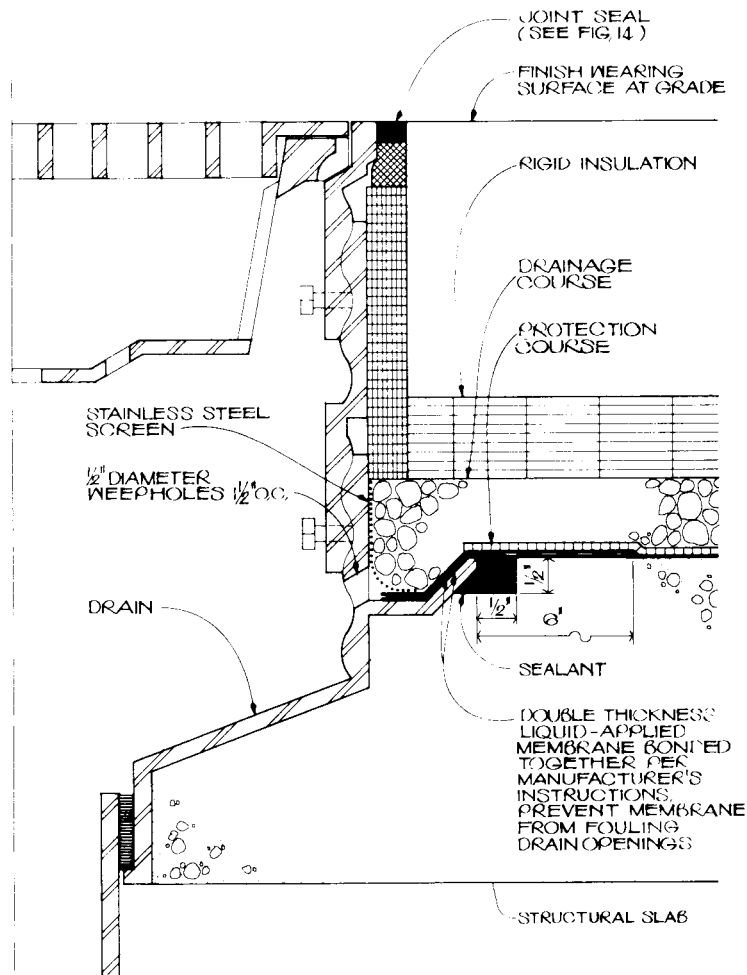 JOINT SEAL
(SEE FIG. 14)
FINISH WEARING
SURFACE AT GRADE
RIGID INSULATION
DRAINAGE
COURSE
PROTECTION
COURSE
STAINLESS STEEL
SCREEN
1/2" DIAMETER
WEEPHOLES 1 1/2" O.C.
DRAIN
1/2"
1/2"
6"
SEALANT
DOUBLE THICKNESS
LIQUID-APPLIED
MEMBRANE BONDED
TOGETHER PER
MANUFACTURER'S
INSTRUCTIONS,
PREVENT MEMBRANE
FROM FOULING
DRAIN OPENINGS
STRUCTURAL SLAB